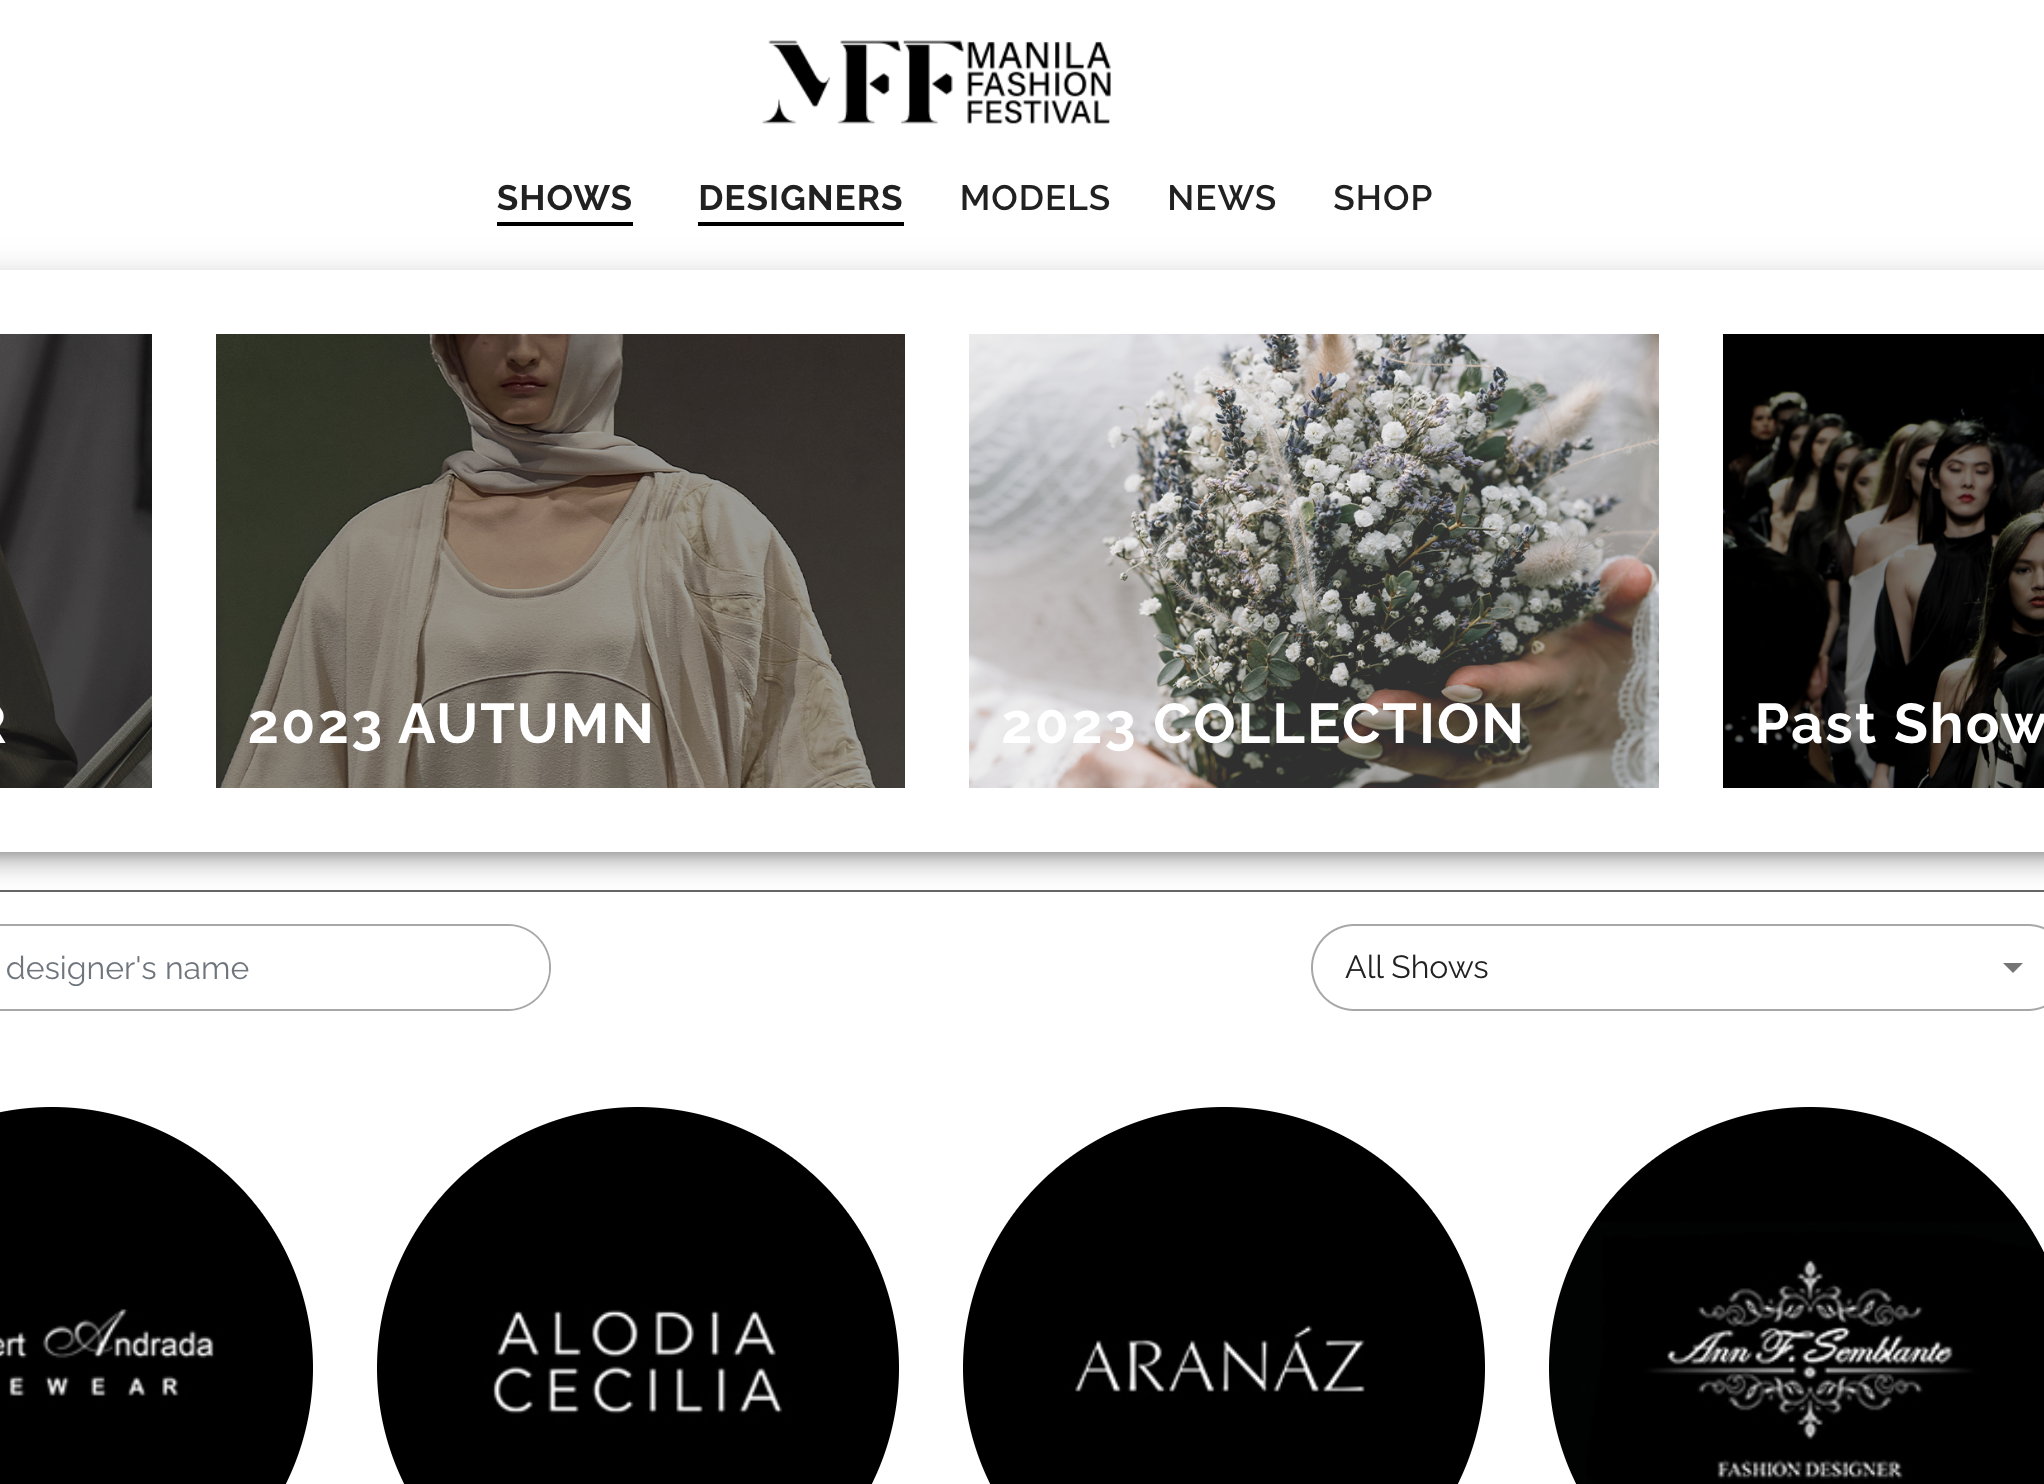 MFF MANILA
FASHION
FESTIVAL
SHOWS DESIGNERS MODELS NEWS SHOP
2023 AUTUMN
2023 COLLECTION
Past Show
designer's name
All Shows
ert Andrada
EWEAR
ALODIA
CECILIA
ARANÁZ
Ann F. Semblante
FASHION DESIGNER